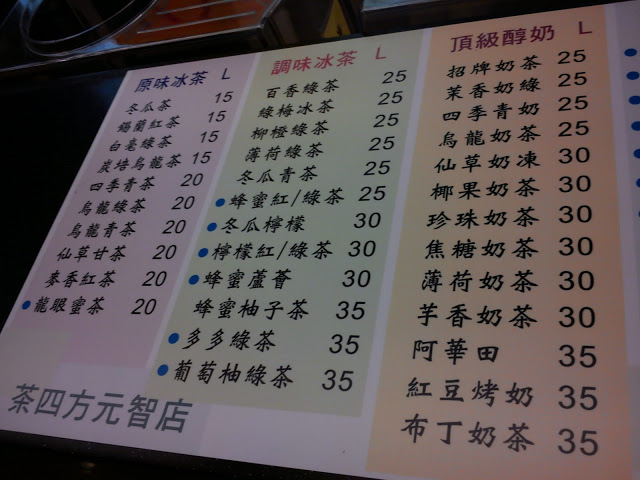 原味冰茶 L
冬瓜茶 15
錫蘭紅茶 15
白毫綠茶 15
炭培烏龍茶 15
四季青茶 20
烏龍綠茶 20
烏龍青茶 20
仙草甘茶 20
麥香紅茶 20
龍眼蜜茶 20
調味冰茶 L
百香綠茶 25
綠梅冰茶 25
柳橙綠茶 25
薄荷綠茶 25
冬瓜青茶 25
蜂蜜紅/綠茶 25
冬瓜檸檬 30
檸檬紅/綠茶 30
蜂蜜蘆薈 30
蜂蜜柚子茶 35
多多綠茶 35
葡萄柚綠茶 35
頂級醇奶 L
招牌奶茶 25
茉香奶綠 25
四季青奶 25
烏龍奶茶 25
仙草奶凍 30
椰果奶茶 30
珍珠奶茶 30
焦糖奶茶 30
薄荷奶茶 30
芋香奶茶 30
阿華田 35
紅豆烤奶 35
布丁奶茶 35
茶四方元智店